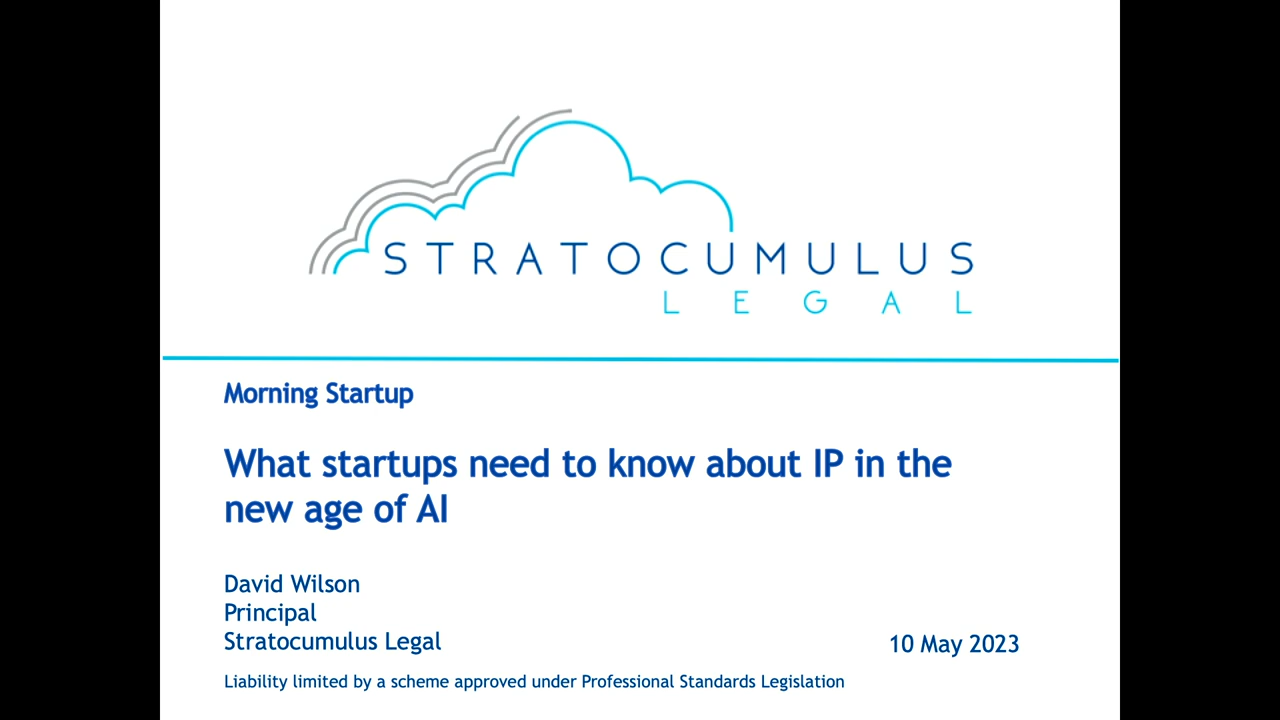 STRATOCUMULUS
LEGAL
Morning Startup
What startups need to know about IP in the
new age of AI
David Wilson
Principal
Stratocumulus Legal
10 May 2023
Liability limited by a scheme approved under Professional Standards Legislation